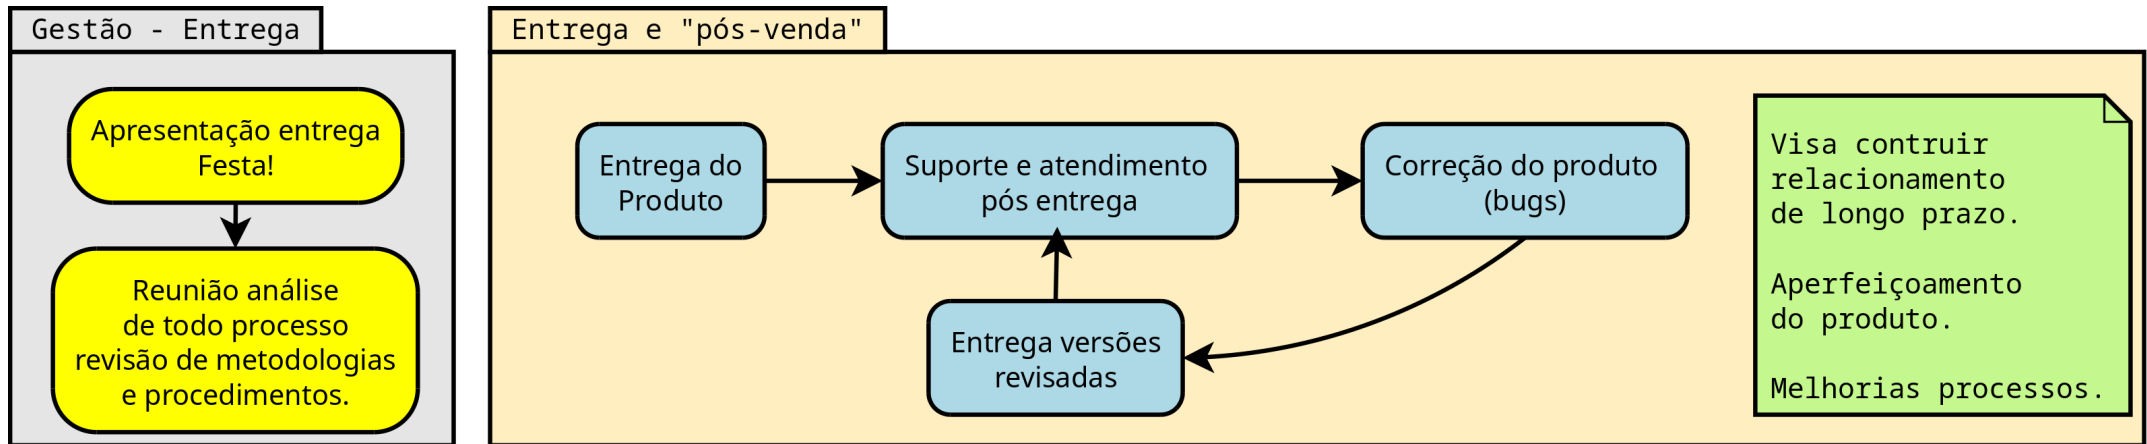 Gestão - Entrega
Apresentação entrega
Festa!
Reunião análise
de todo processo
revisão de metodologias
e procedimentos.
Entrega e "pós-venda"
Entrega do
Produto
Suporte e atendimento
pós entrega
Correção do produto
(bugs)
Entrega versões
revisadas
Visa contruir
relacionamento
de longo prazo.
Aperfeiçoamento
do produto.
Melhorias processos.